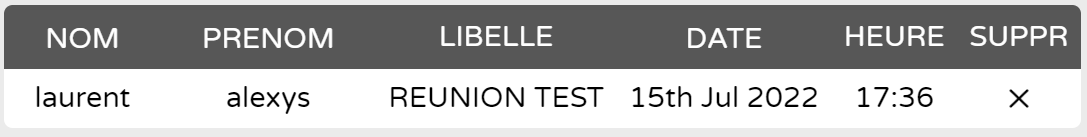 NOM PRENOM LIBELLE DATE HEURE SUPPR
laurent alexys REUNION TEST 15th Jul 2022 17:36 ×